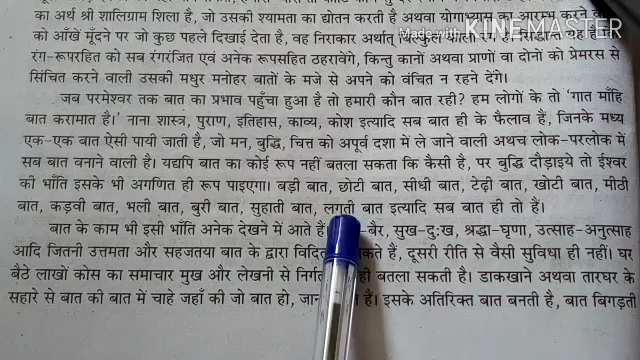 Made with KINEMASTER
का अर्थ श्री शालिग्राम शिला है, जो उसकी श्यामता का द्योतन करती है अथवा
को आँखें मूँदने पर जो कुछ पहले दिखाई देता है, वह निराकार अर्थात्
रंग-रूपरहित को सब रंगरंजित एवं अनेक रूपसहित ठहरावेंगे, किन्तु कानों अथवा प्राणों वा दोनों को प्रेमरस से
सिंचित करने वाली उसकी मधुर मनोहर बातों के मजे से अपने को वंचित न रहने देंगे।
जब परमेश्वर तक बात का प्रभाव पहुँचा हुआ है तो हमारी कौन बात रही? हम लोगों के तो 'गात माँहि
बात करामात है।' नाना शास्त्र, पुराण, इतिहास, काव्य, कोश इत्यादि सब बात ही के फैलाव हैं, जिनके मध्य
एक-एक बात ऐसी पायी जाती है, जो मन, बुद्धि, चित्त को अपूर्व दशा में ले जाने वाली अथच लोक-परलोक में
सब बात बनाने वाली है। यद्यपि बात का कोई रूप नहीं बतला सकता कि कैसी है, पर बुद्धि दौड़ाइये तो ईश्वर
की भाँति इसके भी अगणित ही रूप पाइएगा। बड़ी बात, छोटी बात, सीधी बात, टेढ़ी बात, खोटी बात, मीठी
बात, कड़वी बात, भली बात, बुरी बात, सुहाती बात, लगती बात इत्यादि सब बात ही तो हैं।
बात के काम भी इसी भाँति अनेक देखने में आते हैं बैर, सुख-दुःख, श्रद्धा-घृणा, उत्साह-अनुत्साह
आदि जितनी उत्तमता और सहजतया बात के द्वारा हैं, दूसरी रीति से वैसी सुविधा ही नहीं। घर
बैठे लाखों कोस का समाचार मुख और लेखनी से ही बतला सकती है। डाकखाने अथवा तारघर के
सहारे से बात की बात में चाहे जहाँ की जो बात हो, हैं। इसके अतिरिक्त बात बनती है, बात बिगड़ती